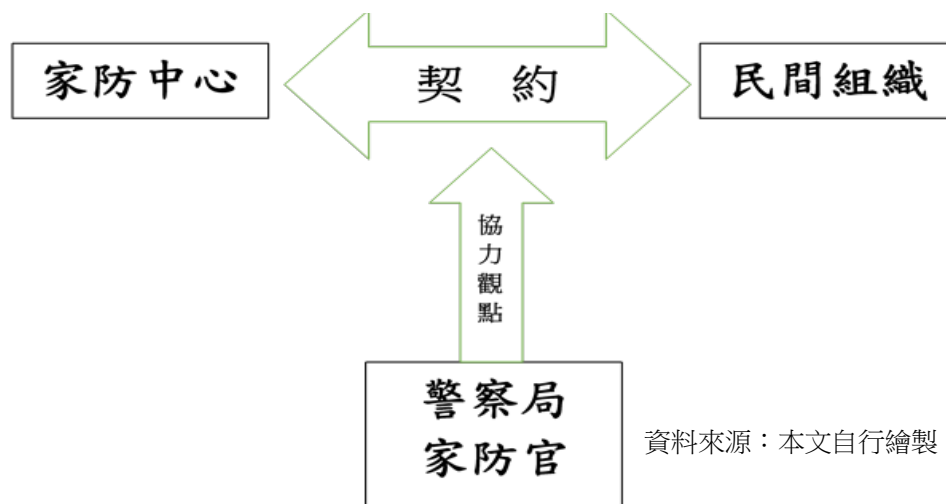 家防中心
契 約
民間組織
協力觀點
警察局
家防官
資料來源：本文自行繪製